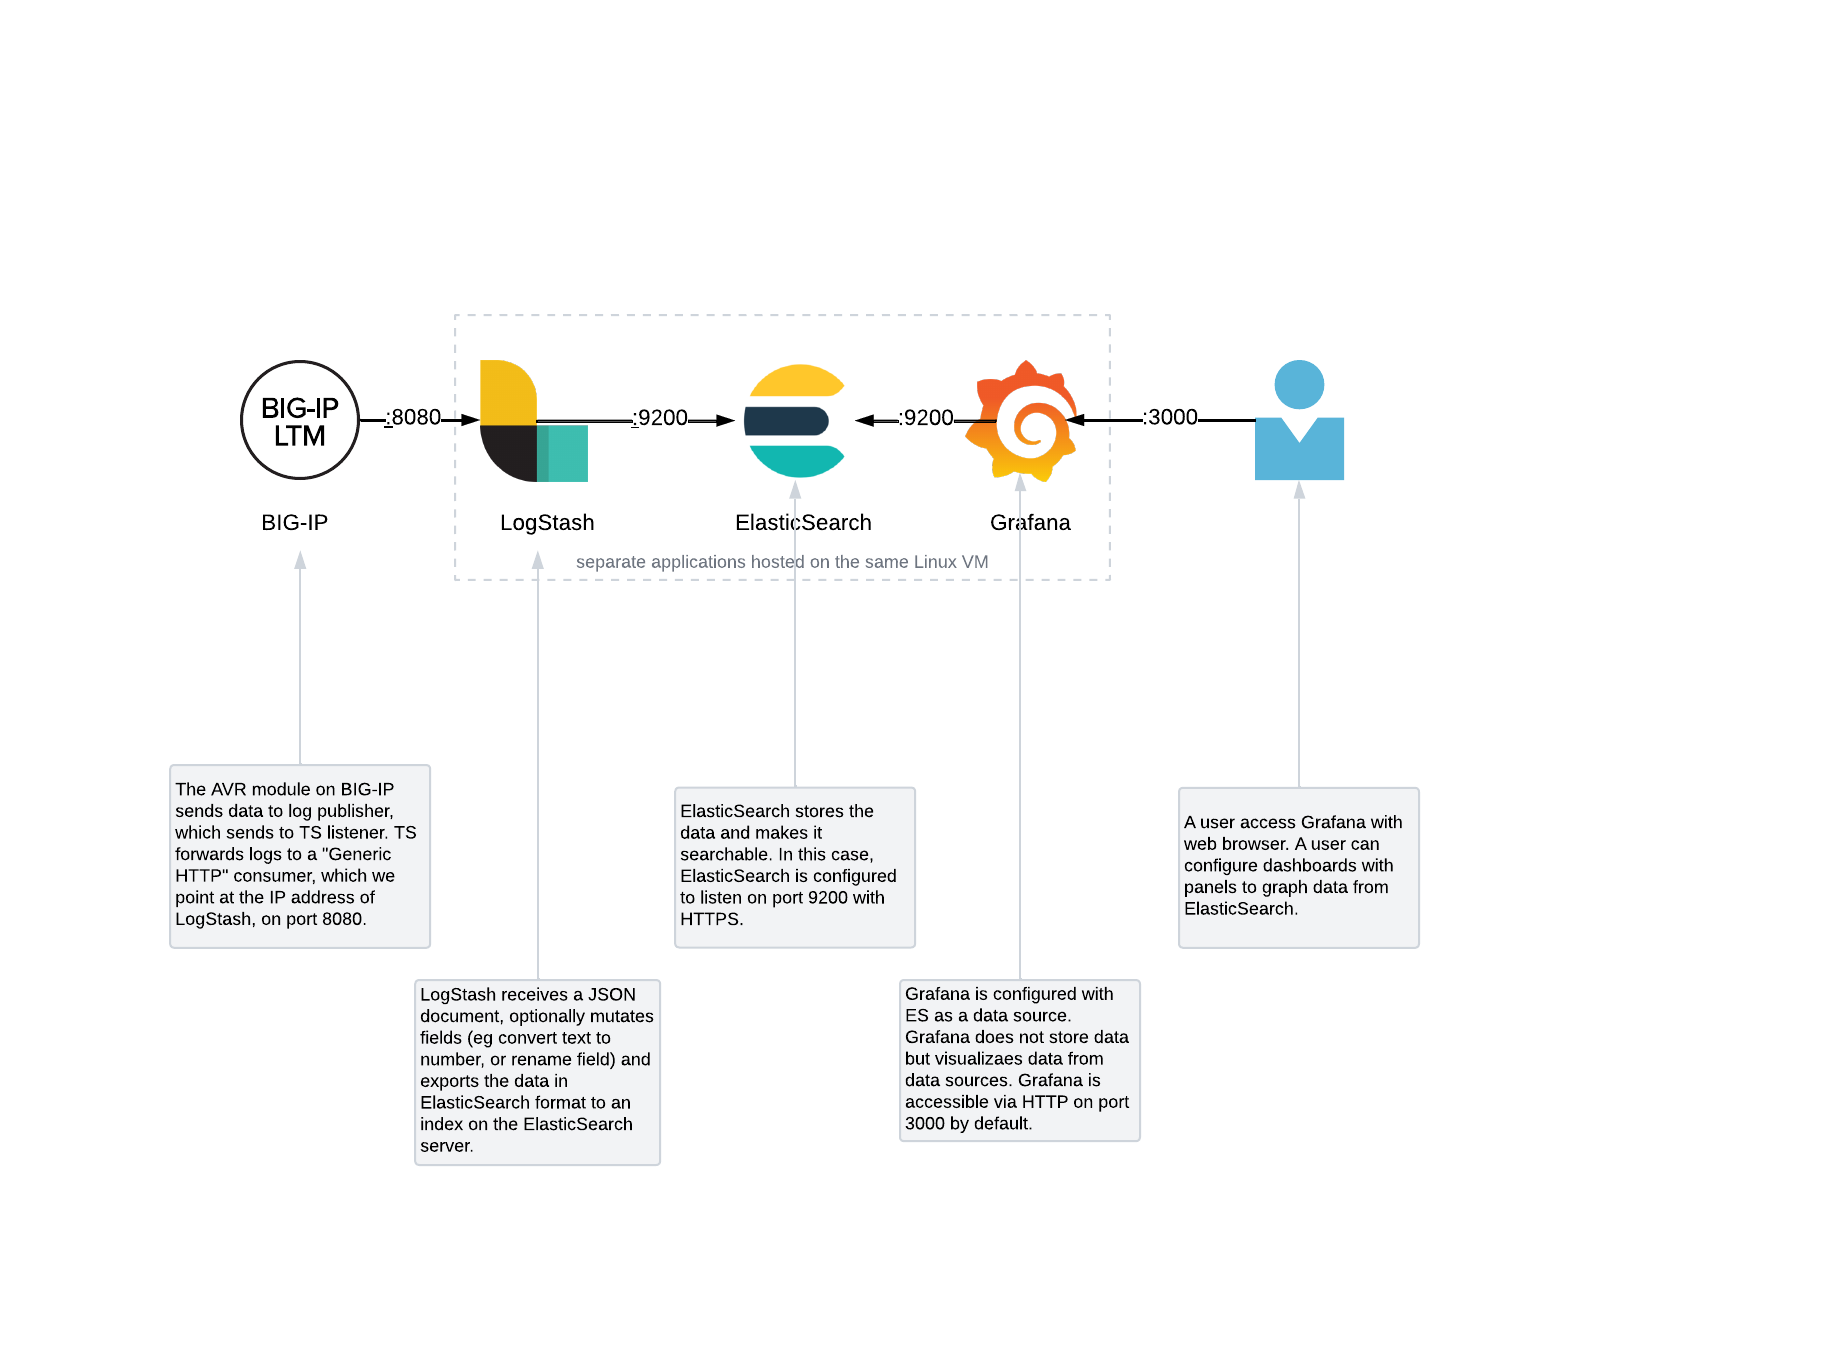 BIG-IP
LTM
:8080
:9200
:9200
:3000
BIG-IP
LogStash
ElasticSearch
Grafana
separate applications hosted on the same Linux VM
The AVR module on BIG-IP
sends data to log publisher,
which sends to TS listener. TS
forwards logs to a "Generic
HTTP" consumer, which we
point at the IP address of
LogStash, on port 8080.
ElasticSearch stores the
data and makes it
searchable. In this case,
ElasticSearch is configured
to listen on port 9200 with
HTTPS.
A user access Grafana with
web browser. A user can
configure dashboards with
panels to graph data from
ElasticSearch.
LogStash receives a JSON
document, optionally mutates
fields (eg convert text to
number, or rename field) and
exports the data in
ElasticSearch format to an
index on the ElasticSearch
server.
Grafana is configured with
ES as a data source.
Grafana does not store data
but visualizaes data from
data sources. Grafana is
accessible via HTTP on port
3000 by default.